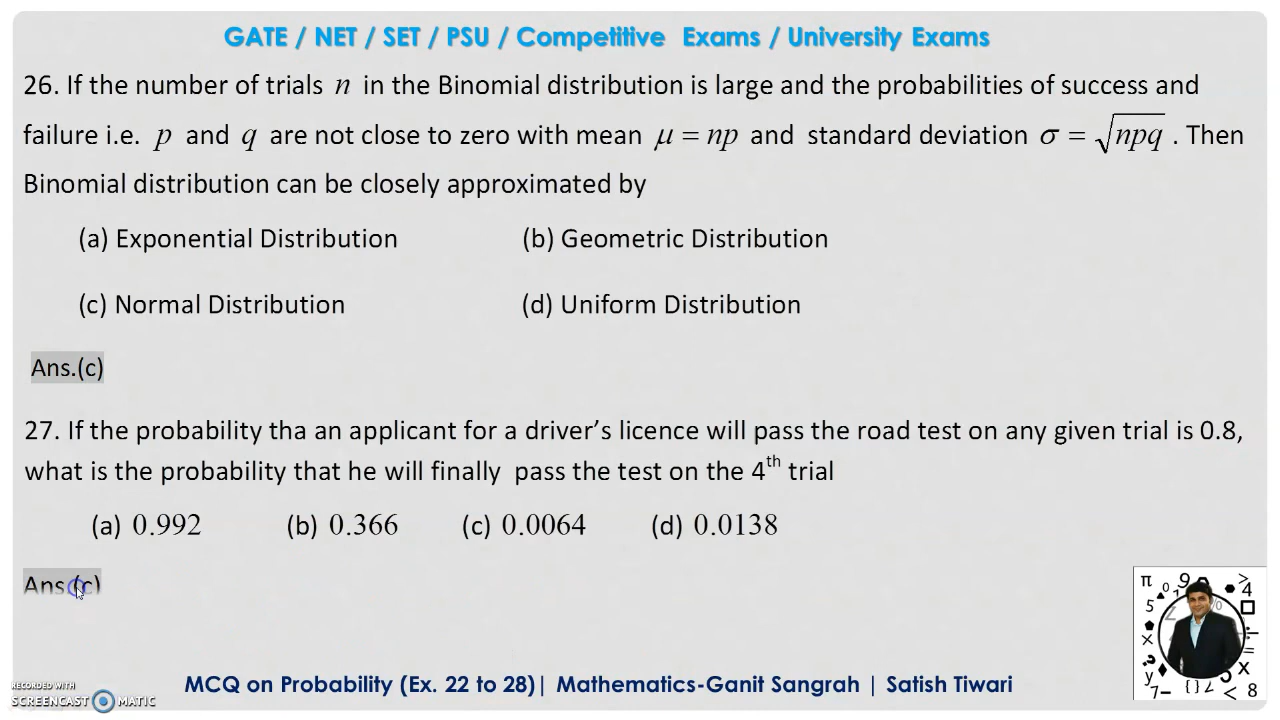 GATE / NET / SET / PSU / Competitive Exams / University Exams
26. If the number of trials n in the Binomial distribution is large and the probabilities of success and
failure i.e. p and q are not close to zero with mean μ = np and standard deviation σ = √npq . Then
Binomial distribution can be closely approximated by
(a) Exponential Distribution (b) Geometric Distribution
(c) Normal Distribution (d) Uniform Distribution
Ans.(c)
27. If the probability tha an applicant for a driver’s licence will pass the road test on any given trial is 0.8,
what is the probability that he will finally pass the test on the 4th trial
(a) 0.992 (b) 0.366 (c) 0.0064 (d) 0.0138
Ans.(c)
RECORDED WITH
SCREENCAST MATIC
MCQ on Probability (Ex. 22 to 28)| Mathematics-Ganit Sangrah | Satish Tiwari